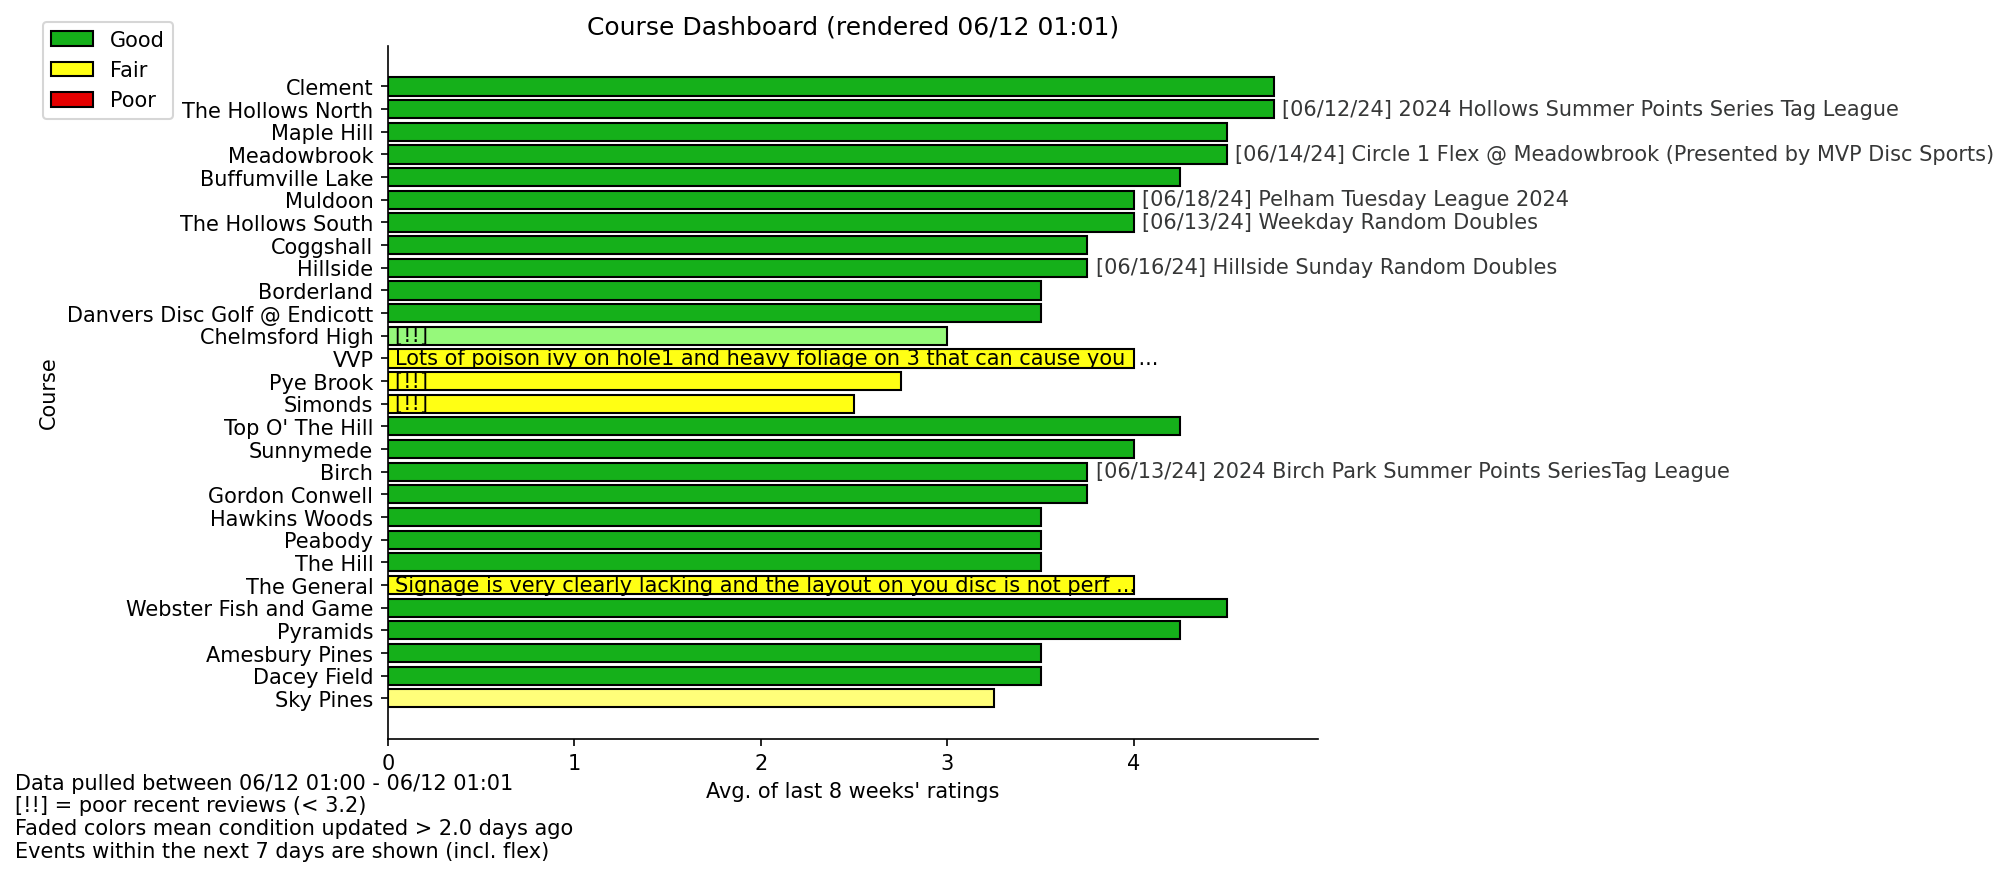 Course Dashboard (rendered 06/12 01:01)
Good
Fair
Poor
Course
Clement
The Hollows North [06/12/24] 2024 Hollows Summer Points Series Tag League
Maple Hill
Meadowbrook [06/14/24] Circle 1 Flex @ Meadowbrook (Presented by MVP Disc Sports)
Buffumville Lake
Muldoon [06/18/24] Pelham Tuesday League 2024
The Hollows South [06/13/24] Weekday Random Doubles
Coggshall
Hillside [06/16/24] Hillside Sunday Random Doubles
Borderland
Danvers Disc Golf @ Endicott
Chelmsford High [!!]
VVP Lots of poison ivy on hole1 and heavy foliage on 3 that can cause you ...
Pye Brook [!!]
Simonds [!!]
Top O' The Hill
Sunnymede
Birch [06/13/24] 2024 Birch Park Summer Points SeriesTag League
Gordon Conwell
Hawkins Woods
Peabody
The Hill
The General Signage is very clearly lacking and the layout on you disc is not perf ...
Webster Fish and Game
Pyramids
Amesbury Pines
Dacey Field
Sky Pines
0 1 2 3 4
Avg. of last 8 weeks' ratings
Data pulled between 06/12 01:00 - 06/12 01:01
[!!] = poor recent reviews (< 3.2)
Faded colors mean condition updated > 2.0 days ago
Events within the next 7 days are shown (incl. flex)